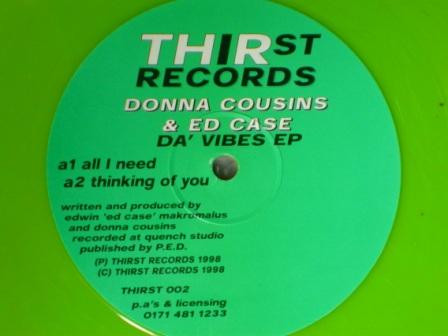 THIRST
RECORDS
DONNA COUSINS
& ED CASE
DA' VIBES EP
a1 all I need
a2 thinking of you
written and produced by
edwin 'ed case' makromalus
and donna cousins
recorded at quench studio
published by P.E.D.
(P) THIRST RECORDS 1998
(C) THIRST RECORDS 1998
THIRST 002
p.a's & licensing
0171 481 1233